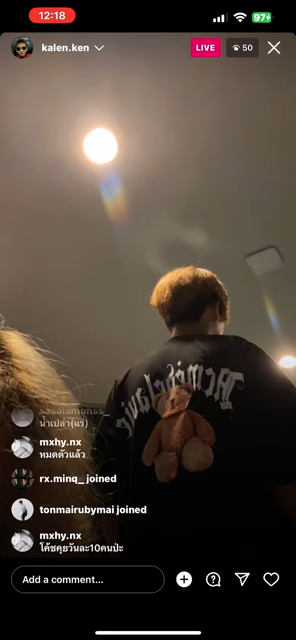 12:18
97
kalen.ken
LIVE
50
sasalamonss_
น้ำเปล่า(แร่)
mxhy.nx
หมดตัวแล้ว
rx.minq_ joined
tonmairubymai joined
mxhy.nx
โค้ชคุยวันละ10คนป่ะ
Add a comment...